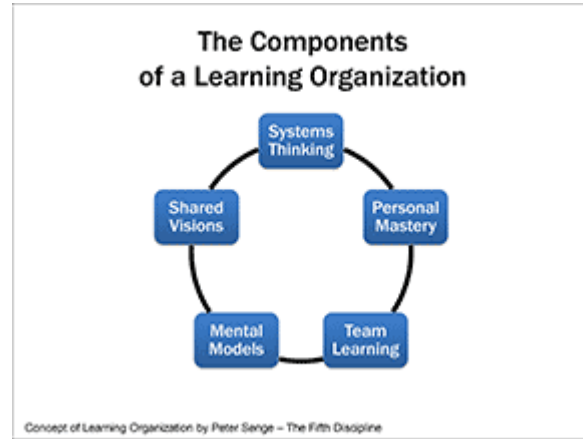 The Components
of a Learning Organization
Systems
Thinking
Shared
Visions
Personal
Mastery
Mental
Models
Team
Learning
Concept of Learning Organization by Peter Senge – The Fifth Discipline